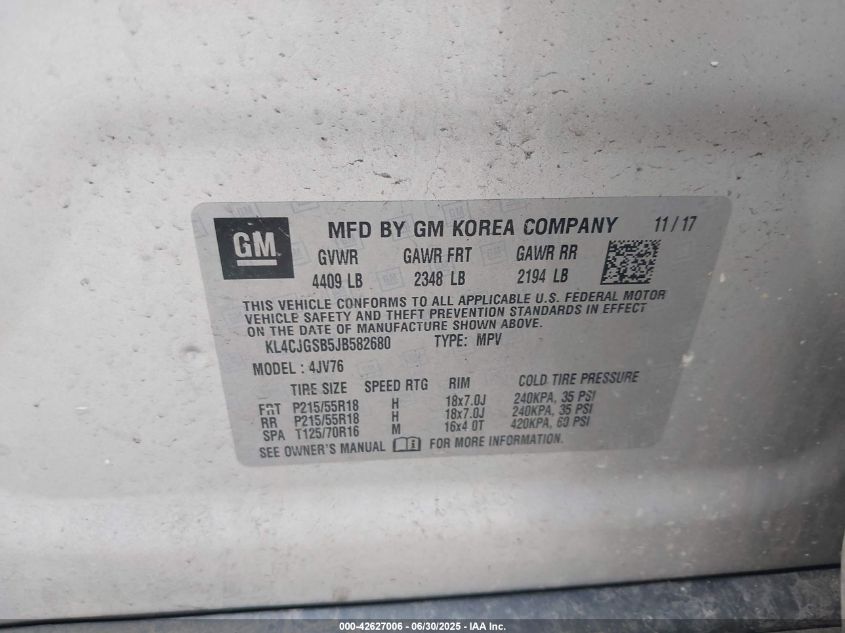 GM
MFD BY GM KOREA COMPANY 11/17
GVWR GAWR FRT GAWR RR
4409 LB 2348 LB 2194 LB
THIS VEHICLE CONFORMS TO ALL APPLICABLE U.S. FEDERAL MOTOR
VEHICLE SAFETY AND THEFT PREVENTION STANDARDS IN EFFECT
ON THE DATE OF MANUFACTURE SHOWN ABOVE.
KL4CJGSB5JB582680 TYPE: MPV
MODEL : 4JV76
TIRE SIZE SPEED RTG RIM COLD TIRE PRESSURE
FRT P215/55R18 H 18x7.0J 240KPA, 35 PSI
RR P215/55R18 H 18x7.0J 240KPA, 35 PSI
SPA T125/70R16 M 16x4.0T 420KPA, 60 PSI
SEE OWNER'S MANUAL FOR MORE INFORMATION.
000-42627006 - 06/30/2025 - IAA Inc.